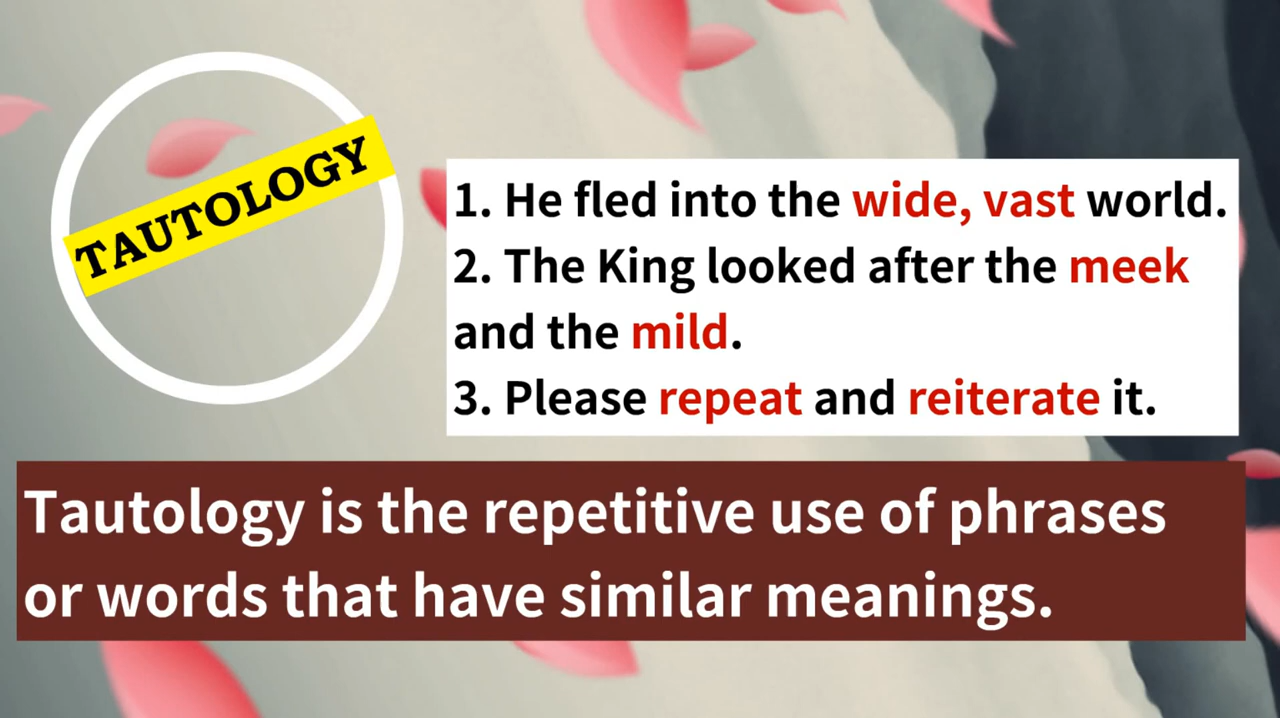 TAUTOLOGY
1. He fled into the wide, vast world.
2. The King looked after the meek
and the mild.
3. Please repeat and reiterate it.
Tautology is the repetitive use of phrases
or words that have similar meanings.